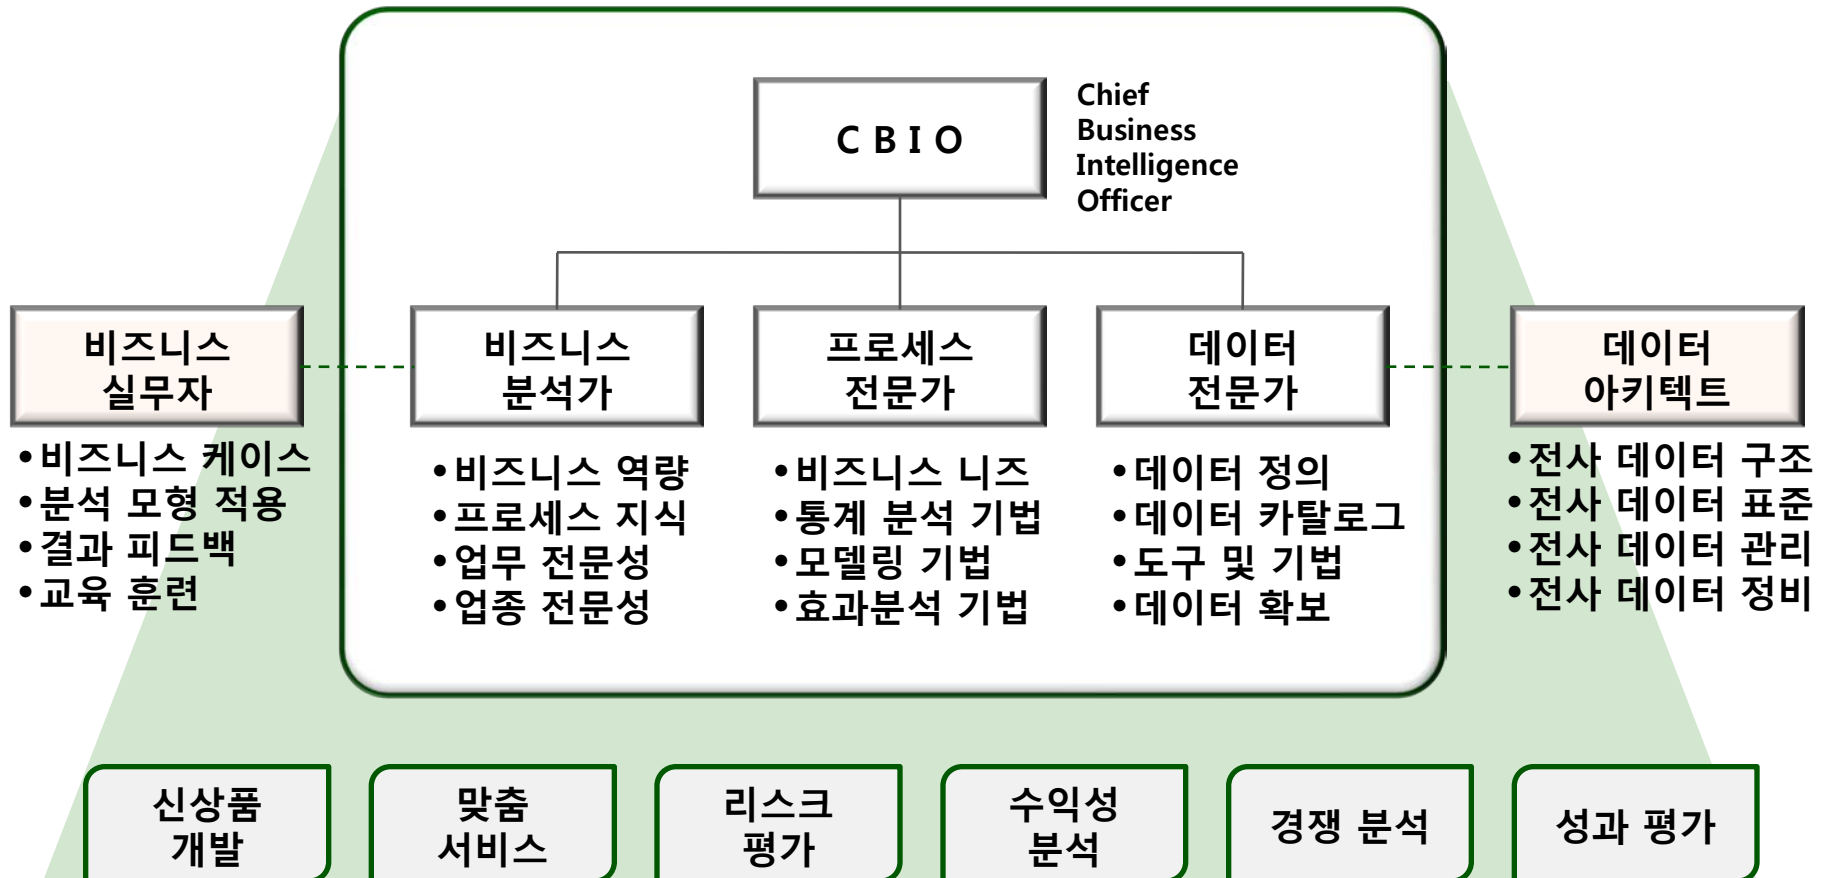 C B I O
Chief
Business
Intelligence
Officer
비즈니스
실무자
•비즈니스 케이스
•분석 모형 적용
•결과 피드백
•교육 훈련
비즈니스
분석가
•비즈니스 역량
•프로세스 지식
•업무 전문성
•업종 전문성
프로세스
전문가
•비즈니스 니즈
•통계 분석 기법
•모델링 기법
•효과분석 기법
데이터
전문가
•데이터 정의
•데이터 카탈로그
•도구 및 기법
•데이터 확보
데이터
아키텍트
•전사 데이터 구조
•전사 데이터 표준
•전사 데이터 관리
•전사 데이터 정비
신상품
개발
맞춤
서비스
리스크
평가
수익성
분석
경쟁 분석
성과 평가